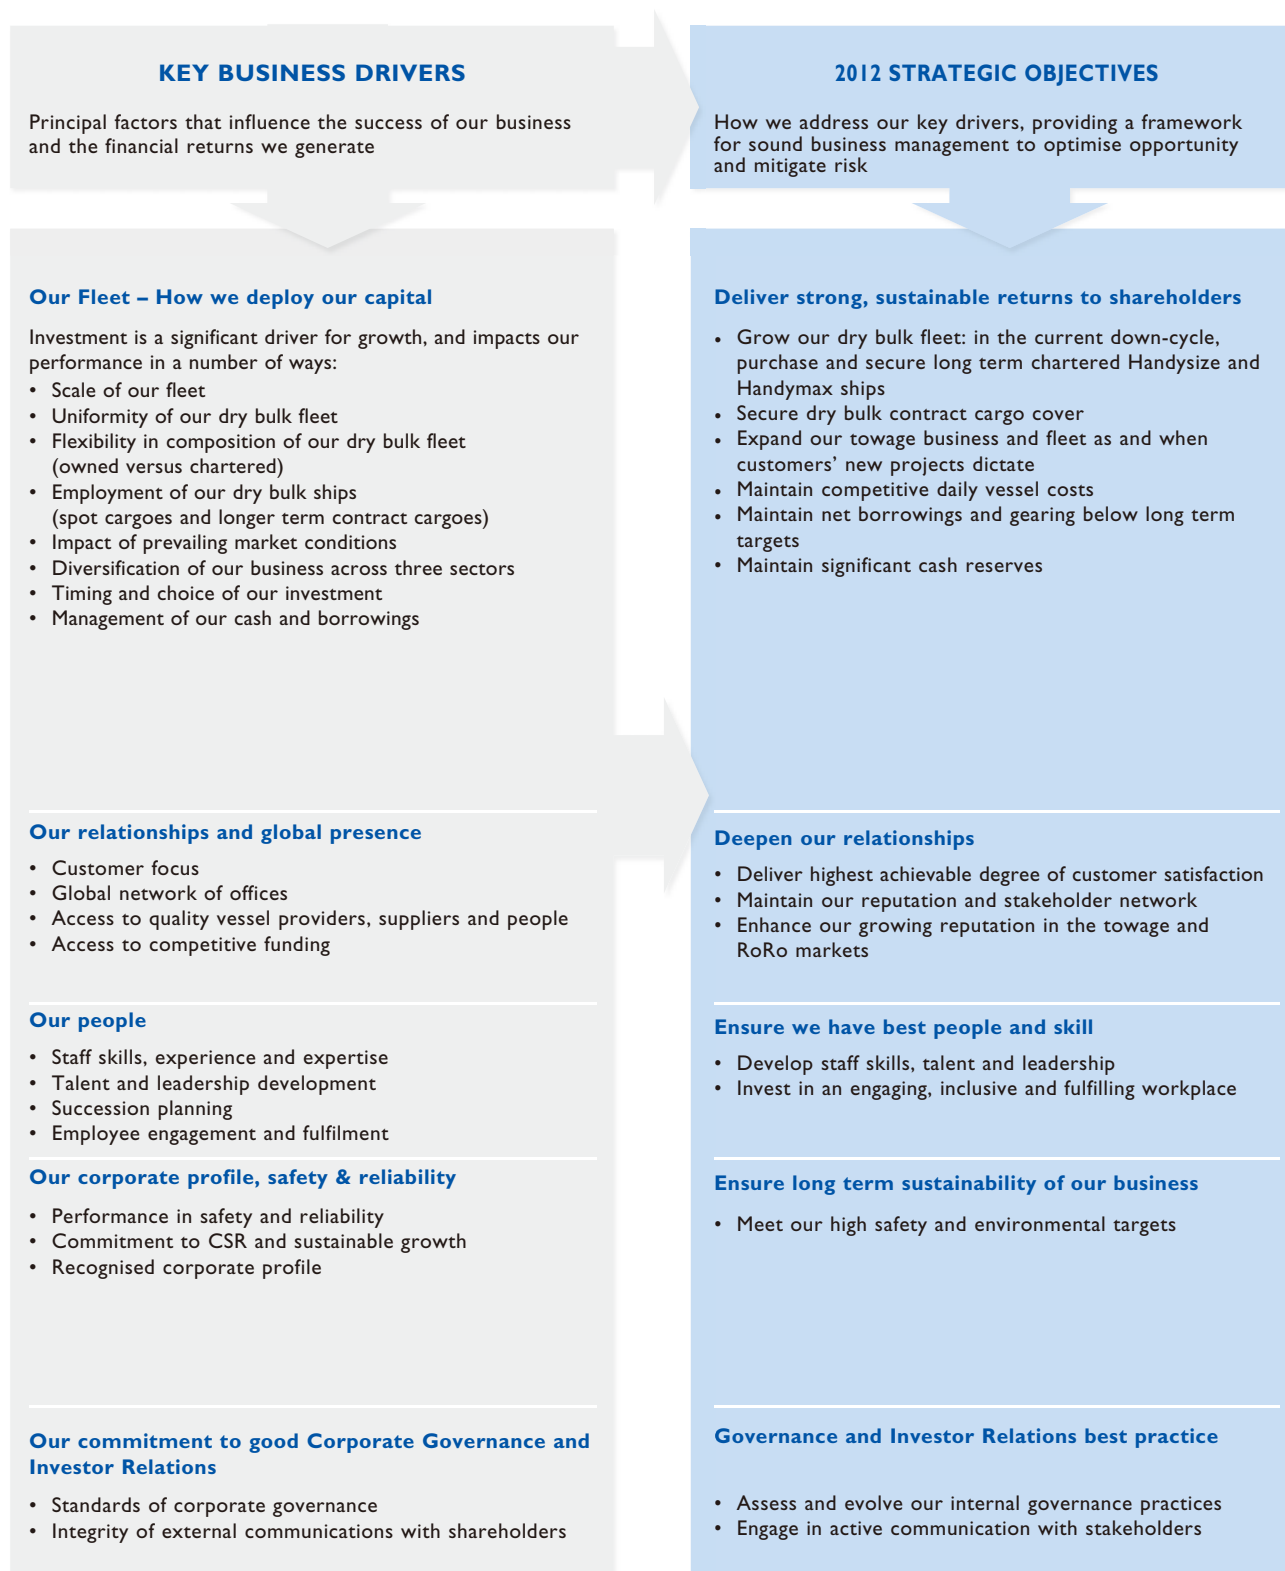 KEY BUSINESS DRIVERS
Principal factors that influence the success of our business
and the financial returns we generate
2012 STRATEGIC OBJECTIVES
How we address our key drivers, providing a framework
for sound business management to optimise opportunity
and mitigate risk
Our Fleet – How we deploy our capital
Investment is a significant driver for growth, and impacts our
performance in a number of ways:
• Scale of our fleet
• Uniformity of our dry bulk fleet
• Flexibility in composition of our dry bulk fleet
(owned versus chartered)
• Employment of our dry bulk ships
(spot cargoes and longer term contract cargoes)
• Impact of prevailing market conditions
• Diversification of our business across three sectors
• Timing and choice of our investment
• Management of our cash and borrowings
Deliver strong, sustainable returns to shareholders
• Grow our dry bulk fleet: in the current down-cycle,
purchase and secure long term chartered Handysize and
Handymax ships
• Secure dry bulk contract cargo cover
• Expand our towage business and fleet as and when
customers' new projects dictate
• Maintain competitive daily vessel costs
• Maintain net borrowings and gearing below long term
targets
• Maintain significant cash reserves
Our relationships and global presence
• Customer focus
• Global network of offices
• Access to quality vessel providers, suppliers and people
• Access to competitive funding
Deepen our relationships
• Deliver highest achievable degree of customer satisfaction
• Maintain our reputation and stakeholder network
• Enhance our growing reputation in the towage and
RoRo markets
Our people
• Staff skills, experience and expertise
• Talent and leadership development
• Succession planning
• Employee engagement and fulfilment
Ensure we have best people and skill
• Develop staff skills, talent and leadership
• Invest in an engaging, inclusive and fulfilling workplace
Our corporate profile, safety & reliability
• Performance in safety and reliability
• Commitment to CSR and sustainable growth
• Recognised corporate profile
Ensure long term sustainability of our business
• Meet our high safety and environmental targets
Our commitment to good Corporate Governance and
Investor Relations
• Standards of corporate governance
• Integrity of external communications with shareholders
Governance and Investor Relations best practice
• Assess and evolve our internal governance practices
• Engage in active communication with stakeholders